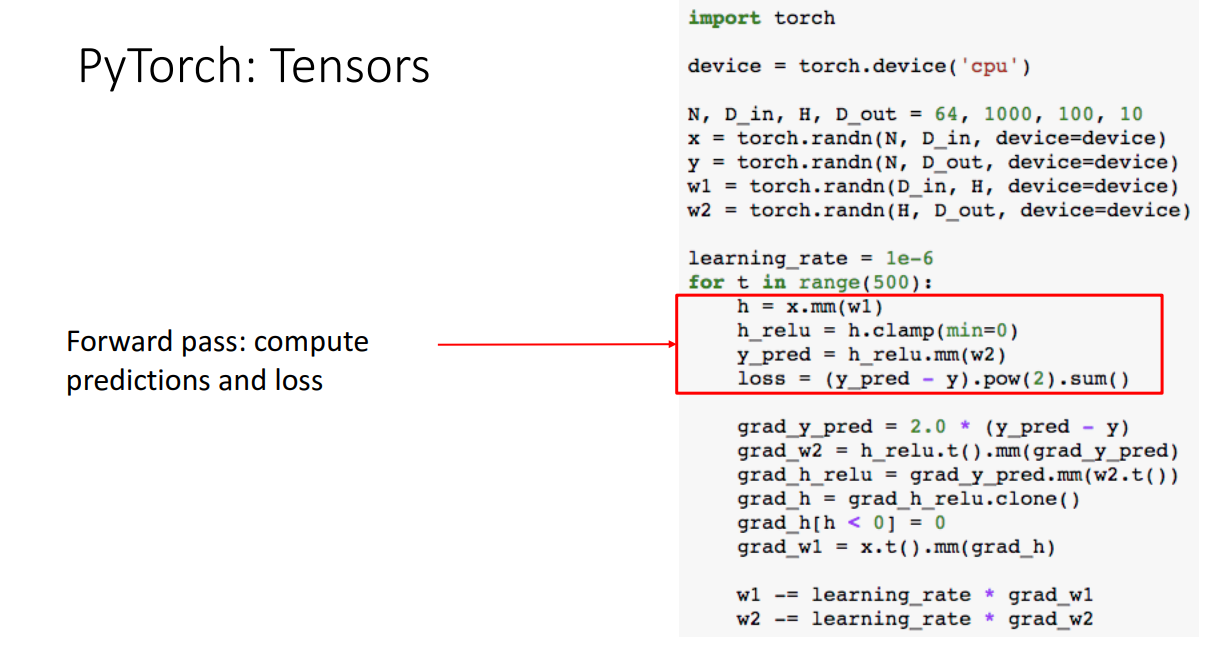 PyTorch: Tensors
import torch
device = torch.device('cpu')
N, D_in, H, D_out = 64, 1000, 100, 10
x = torch.randn(N, D_in, device=device)
y = torch.randn(N, D_out, device=device)
w1 = torch.randn(D_in, H, device=device)
w2 = torch.randn(H, D_out, device=device)
learning_rate = 1e-6
for t in range(500):
    h = x.mm(w1)
    h_relu = h.clamp(min=0)
    y_pred = h_relu.mm(w2)
    loss = (y_pred - y).pow(2).sum()
    grad_y_pred = 2.0 * (y_pred - y)
    grad_w2 = h_relu.t().mm(grad_y_pred)
    grad_h_relu = grad_y_pred.mm(w2.t())
    grad_h = grad_h_relu.clone()
    grad_h[h < 0] = 0
    grad_w1 = x.t().mm(grad_h)
    w1 -= learning_rate * grad_w1
    w2 -= learning_rate * grad_w2
Forward pass: compute
predictions and loss